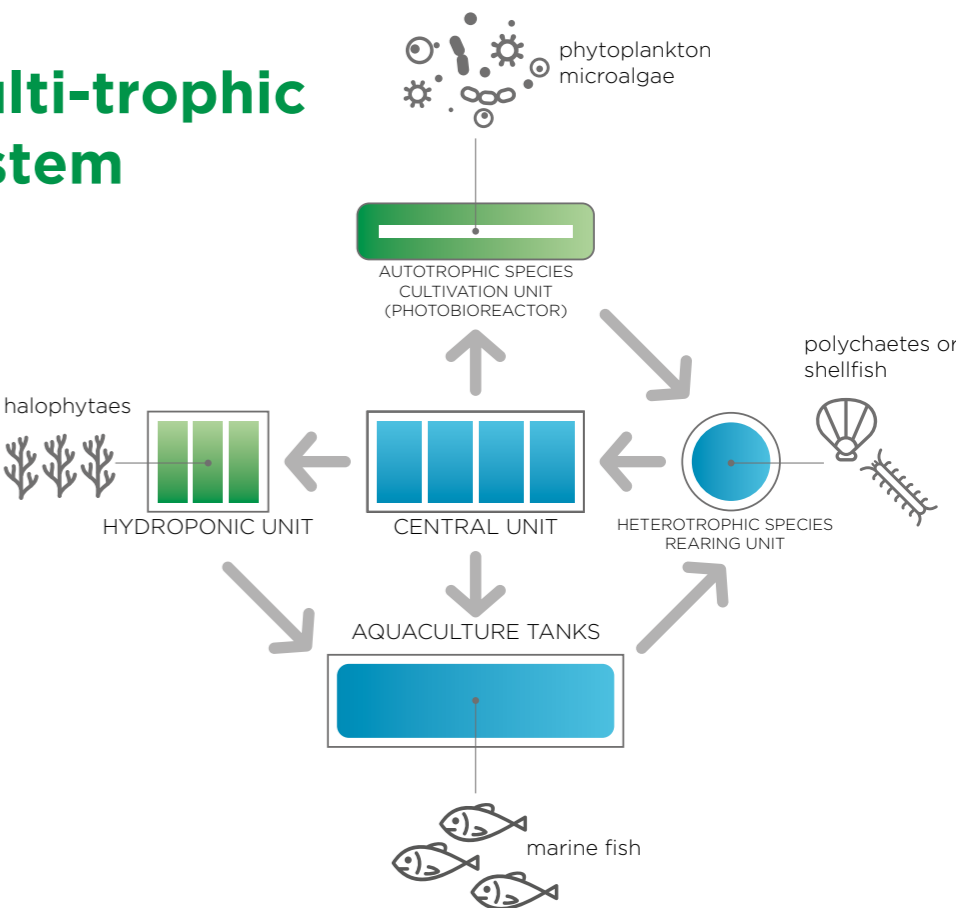 ulti-trophic
stem
phytoplankton
microalgae
AUTOTROPHIC SPECIES
CULTIVATION UNIT
(PHOTOBIOREACTOR)
polychaetes or
shellfish
halophytaes
HYDROPONIC UNIT
CENTRAL UNIT
HETEROTROPHIC SPECIES
REARING UNIT
AQUACULTURE TANKS
marine fish